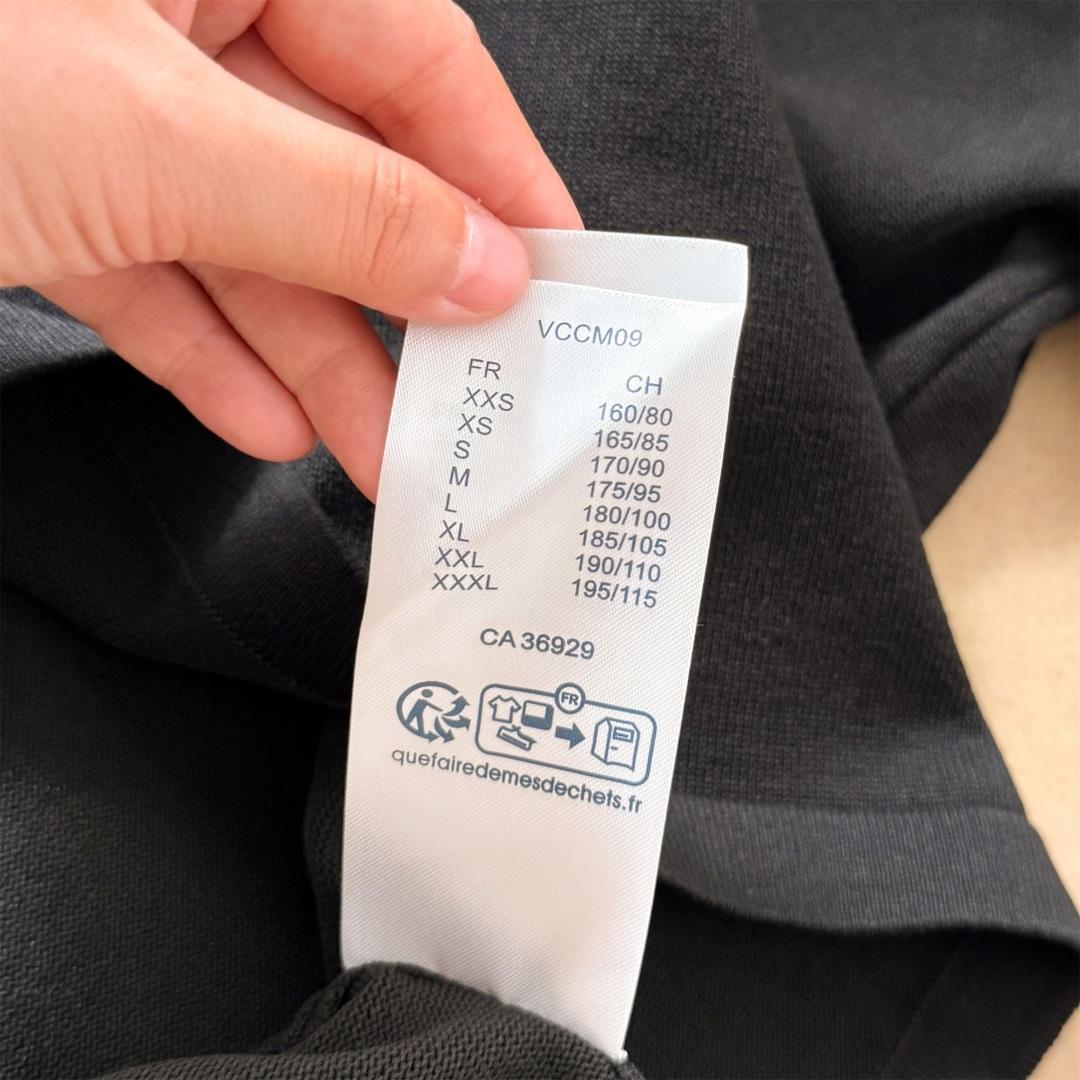 VCCM09
FR CH
XXS 160/80
XS 165/85
S 170/90
M 175/95
L 180/100
XL 185/105
XXL 190/110
XXXL 195/115
CA 36929
FR
quefairedemesdechets.fr